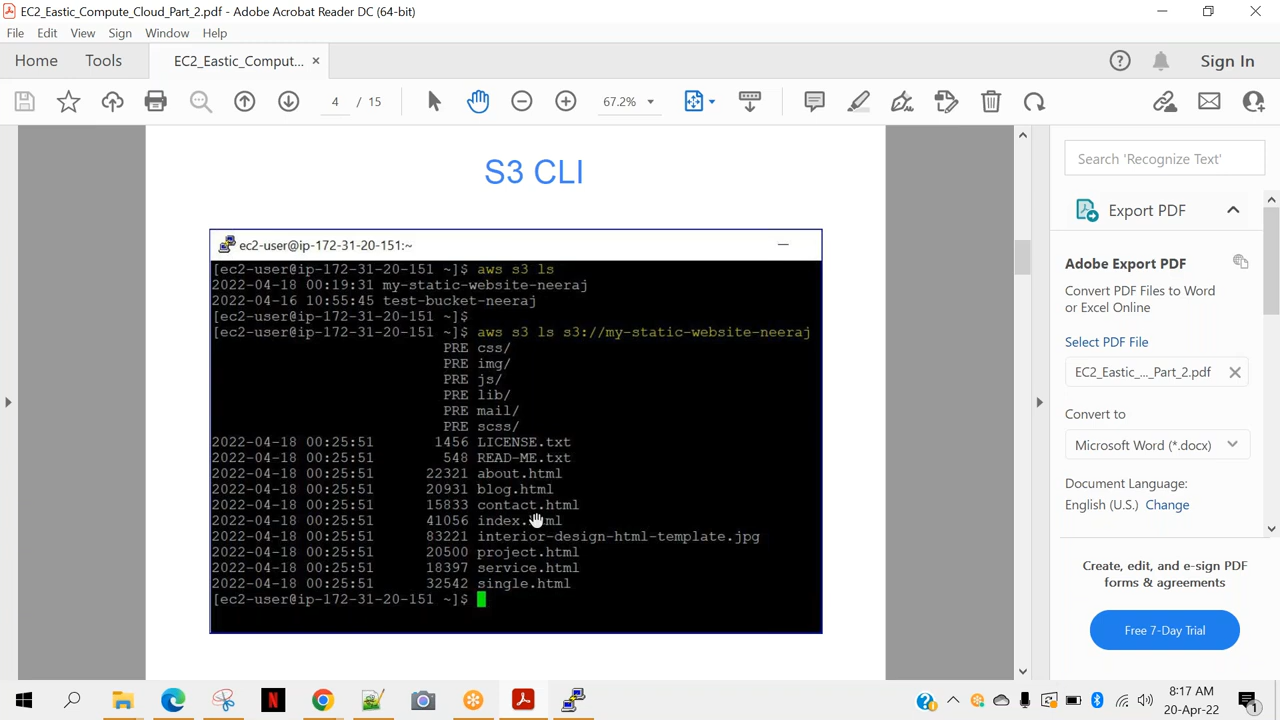 EC2_Eastic_Compute_Cloud_Part_2.pdf - Adobe Acrobat Reader DC (64-bit)
File Edit View Sign Window Help
Home Tools EC2_Eastic_Comput... ×
Sign In
4 / 15 67.2%
S3 CLI
ec2-user@ip-172-31-20-151:~
[ec2-user@ip-172-31-20-151 ~]$ aws s3 ls
2022-04-18 00:19:31 my-static-website-neeraj
2022-04-16 10:55:45 test-bucket-neeraj
[ec2-user@ip-172-31-20-151 ~]$
[ec2-user@ip-172-31-20-151 ~]$ aws s3 ls s3://my-static-website-neeraj
PRE css/
PRE img/
PRE js/
PRE lib/
PRE mail/
PRE scss/
2022-04-18 00:25:51 1456 LICENSE.txt
2022-04-18 00:25:51 548 READ-ME.txt
2022-04-18 00:25:51 22321 about.html
2022-04-18 00:25:51 20931 blog.html
2022-04-18 00:25:51 15833 contact.html
2022-04-18 00:25:51 41056 index.html
2022-04-18 00:25:51 83221 interior-design-html-template.jpg
2022-04-18 00:25:51 20500 project.html
2022-04-18 00:25:51 18397 service.html
2022-04-18 00:25:51 32542 single.html
[ec2-user@ip-172-31-20-151 ~]$
Search 'Recognize Text'
Export PDF
Adobe Export PDF
Convert PDF Files to Word
or Excel Online
Select PDF File
EC2_Eastic_..._Part_2.pdf
Convert to
Microsoft Word (*.docx)
Document Language:
English (U.S.) Change
Create, edit, and e-sign PDF
forms & agreements
Free 7-Day Trial
8:17 AM
20-Apr-22
1